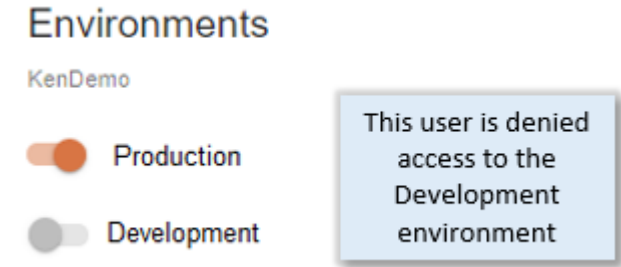 Environments
KenDemo
Production
Development
This user is denied
access to the
Development
environment